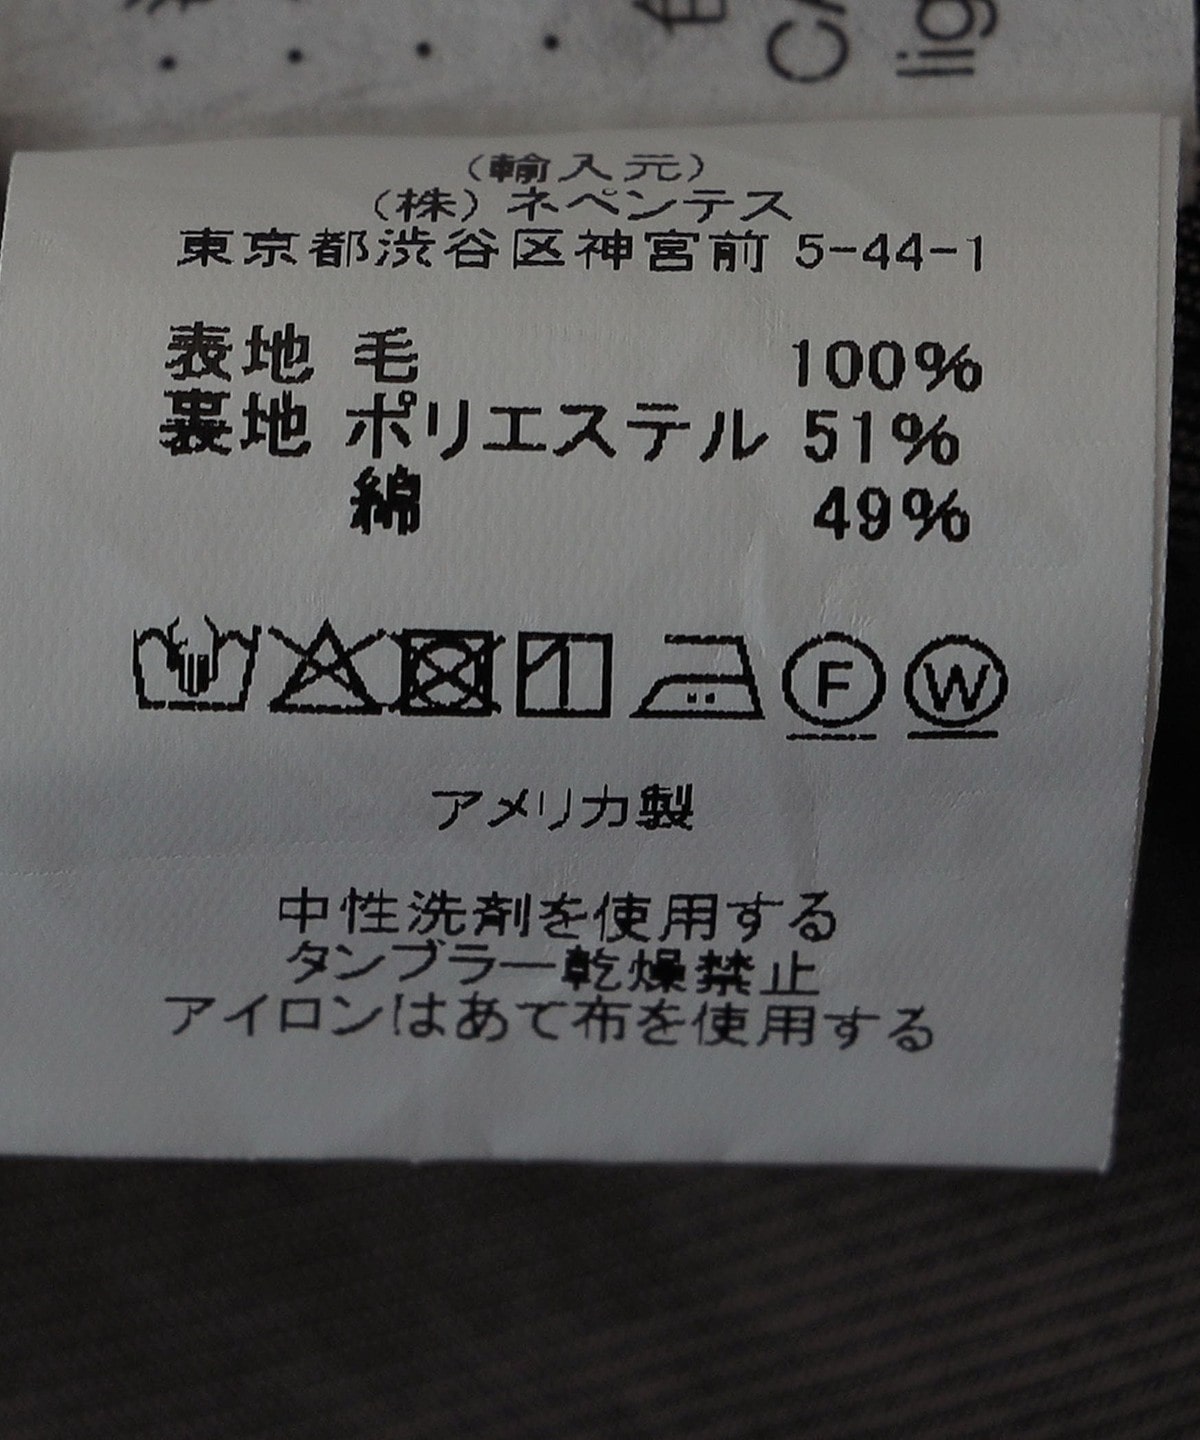 CA
lig
(輸入元)
(株) ネペンテス
東京都渋谷区神宮前 5-44-1
表地 毛 100%
裏地 ポリエステル 51%
綿 49%
F W
アメリカ製
中性洗剤を使用する
タンブラー乾燥禁止
アイロンはあて布を使用する